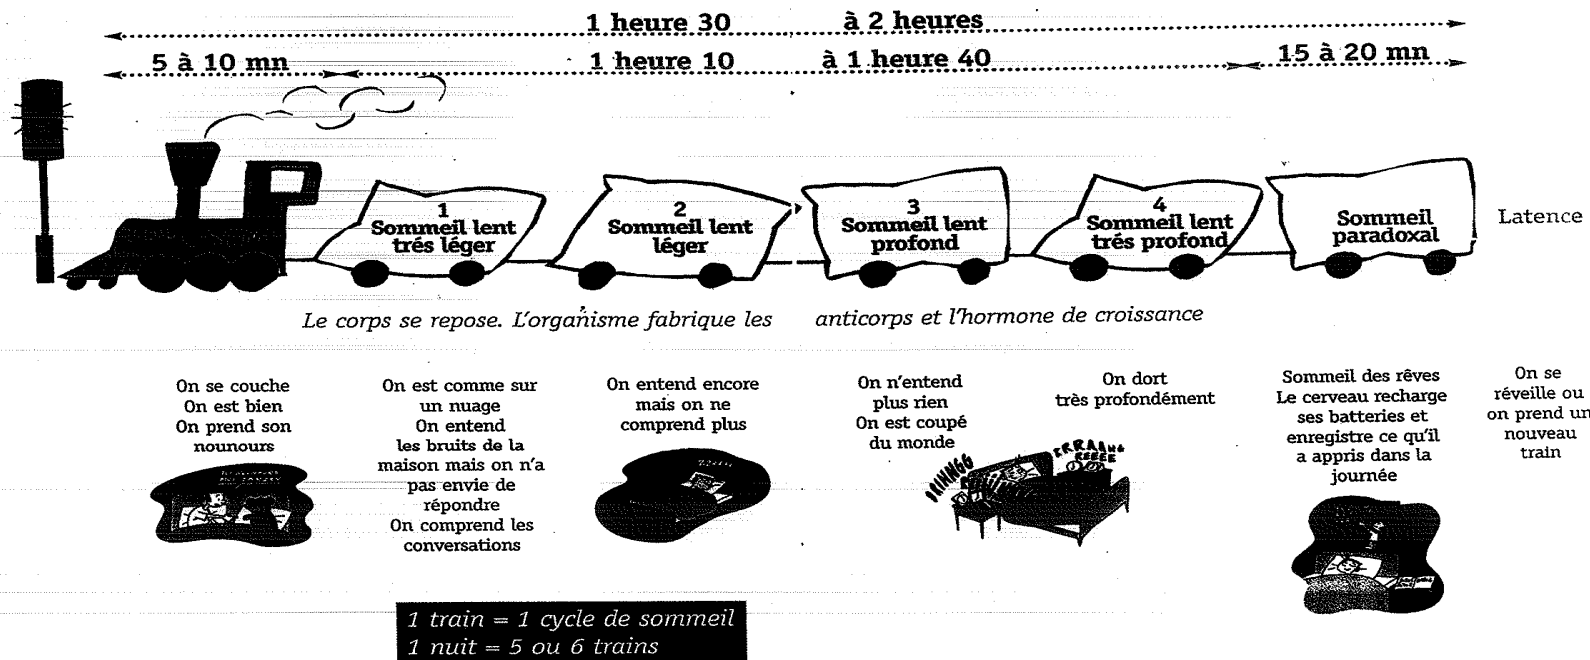 1 heure 30 à 2 heures
5 à 10 mn
1 heure 10 à 1 heure 40
15 à 20 mn
1
Sommeil lent
trés léger
2
Sommeil lent
léger
3
Sommeil lent
profond
4
Sommeil lent
trés profond
Sommeil
paradoxal
Latence
Le corps se repose. L'organisme fabrique les anticorps et l'hormone de croissance
On se couche
On est bien
On prend son
nounours
On est comme sur
un nuage
On entend
les bruits de la
maison mais on n'a
pas envie de
répondre
On comprend les
conversations
On entend encore
mais on ne
comprend plus
On n'entend
plus rien
On est coupé
du monde
On dort
très profondément
Sommeil des rêves
Le cerveau recharge
ses batteries et
enregistre ce qu'il
a appris dans la
journée
On se
réveille ou
on prend un
nouveau
train
DRIHNGG
1 train = 1 cycle de sommeil
1 nuit = 5 ou 6 trains